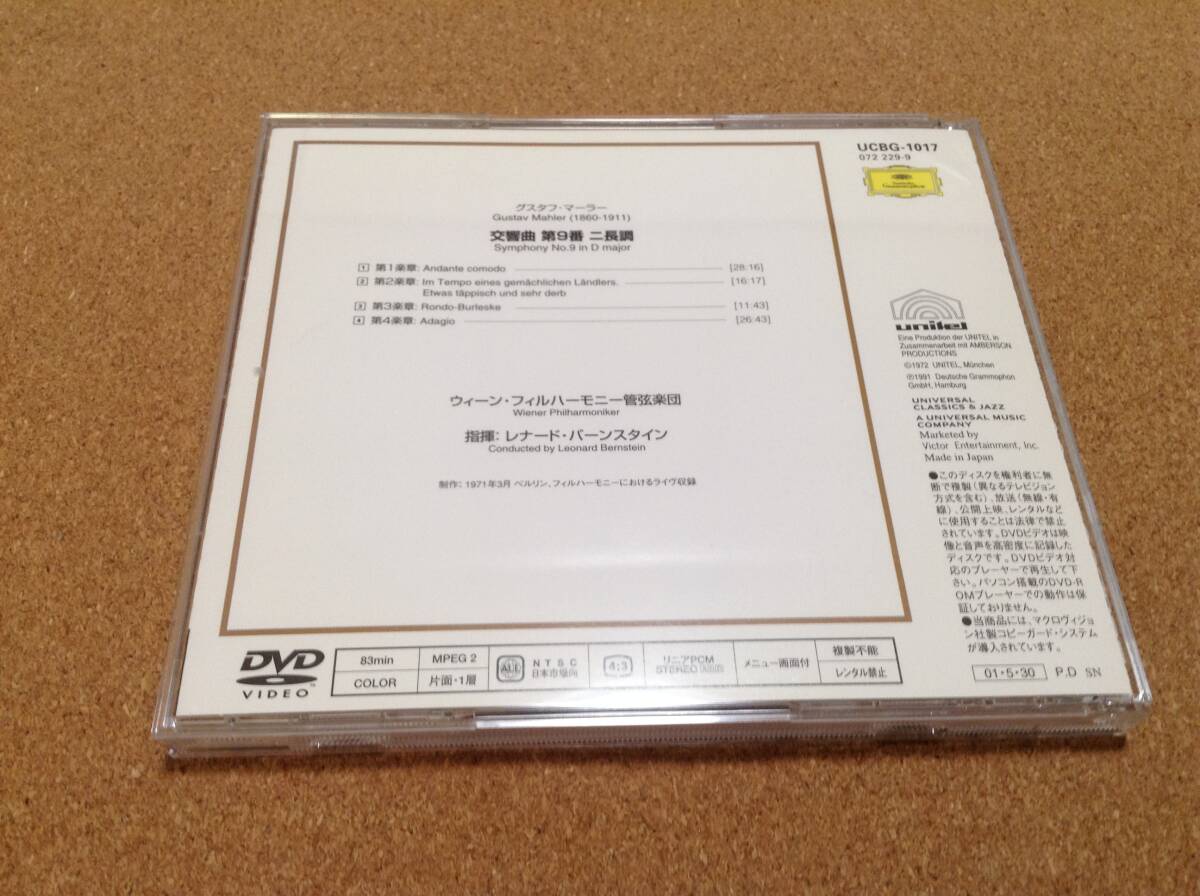 グスタフ・マーラー
Gustav Mahler (1860-1911)
交響曲 第9番 ニ長調
Symphony No.9 in D major
1 第1楽章: Andante comodo [28:16]
2 第2楽章: Im Tempo eines gemächlichen Ländlers. [16:17]
Etwas täppisch und sehr derb
3 第3楽章: Rondo-Burleske [11:43]
4 第4楽章: Adagio [26:43]
ウィーン・フィルハーモニー管弦楽団
Wiener Philharmoniker
指揮: レナード・バーンスタイン
Conducted by Leonard Bernstein
制作: 1971年3月 ベルリン、フィルハーモニーにおけるライヴ収録
UCBG-1017
072 229-9
Deutsche Grammophon
unitel
Eine Produktion der UNITEL in
Zusammenarbeit mit AMBERSON
PRODUCTIONS
©1972 UNITEL, München
℗1991 Deutsche Grammophon
GmbH, Hamburg
UNIVERSAL
CLASSICS & JAZZ
A UNIVERSAL MUSIC
COMPANY
Marketed by
Victor Entertainment, Inc.
Made in Japan
●このディスクを権利者に無
断で複製(異なるテレビジョン
方式を含む)、放送(無線・有
線)、公開上映、レンタルなど
に使用することは法律で禁止
されています。DVDビデオは映
像と音声を高密度に記録した
ディスクです。DVDビデオ対
応のプレーヤーで再生して下
さい。パソコン搭載のDVD-R
OMプレーヤーでの動作は保
証しておりません。
●当商品には、マクロヴィジョ
ン社製コピーガード・システム
が導入されています。
01・5・30 P.D SN
DVD
VIDEO™
83min
COLOR
MPEG 2
片面・1層
ALL
NTSC
日本市場向
4:3
リニアPCM
STEREO
メニュー画面付
複製不能
レンタル禁止